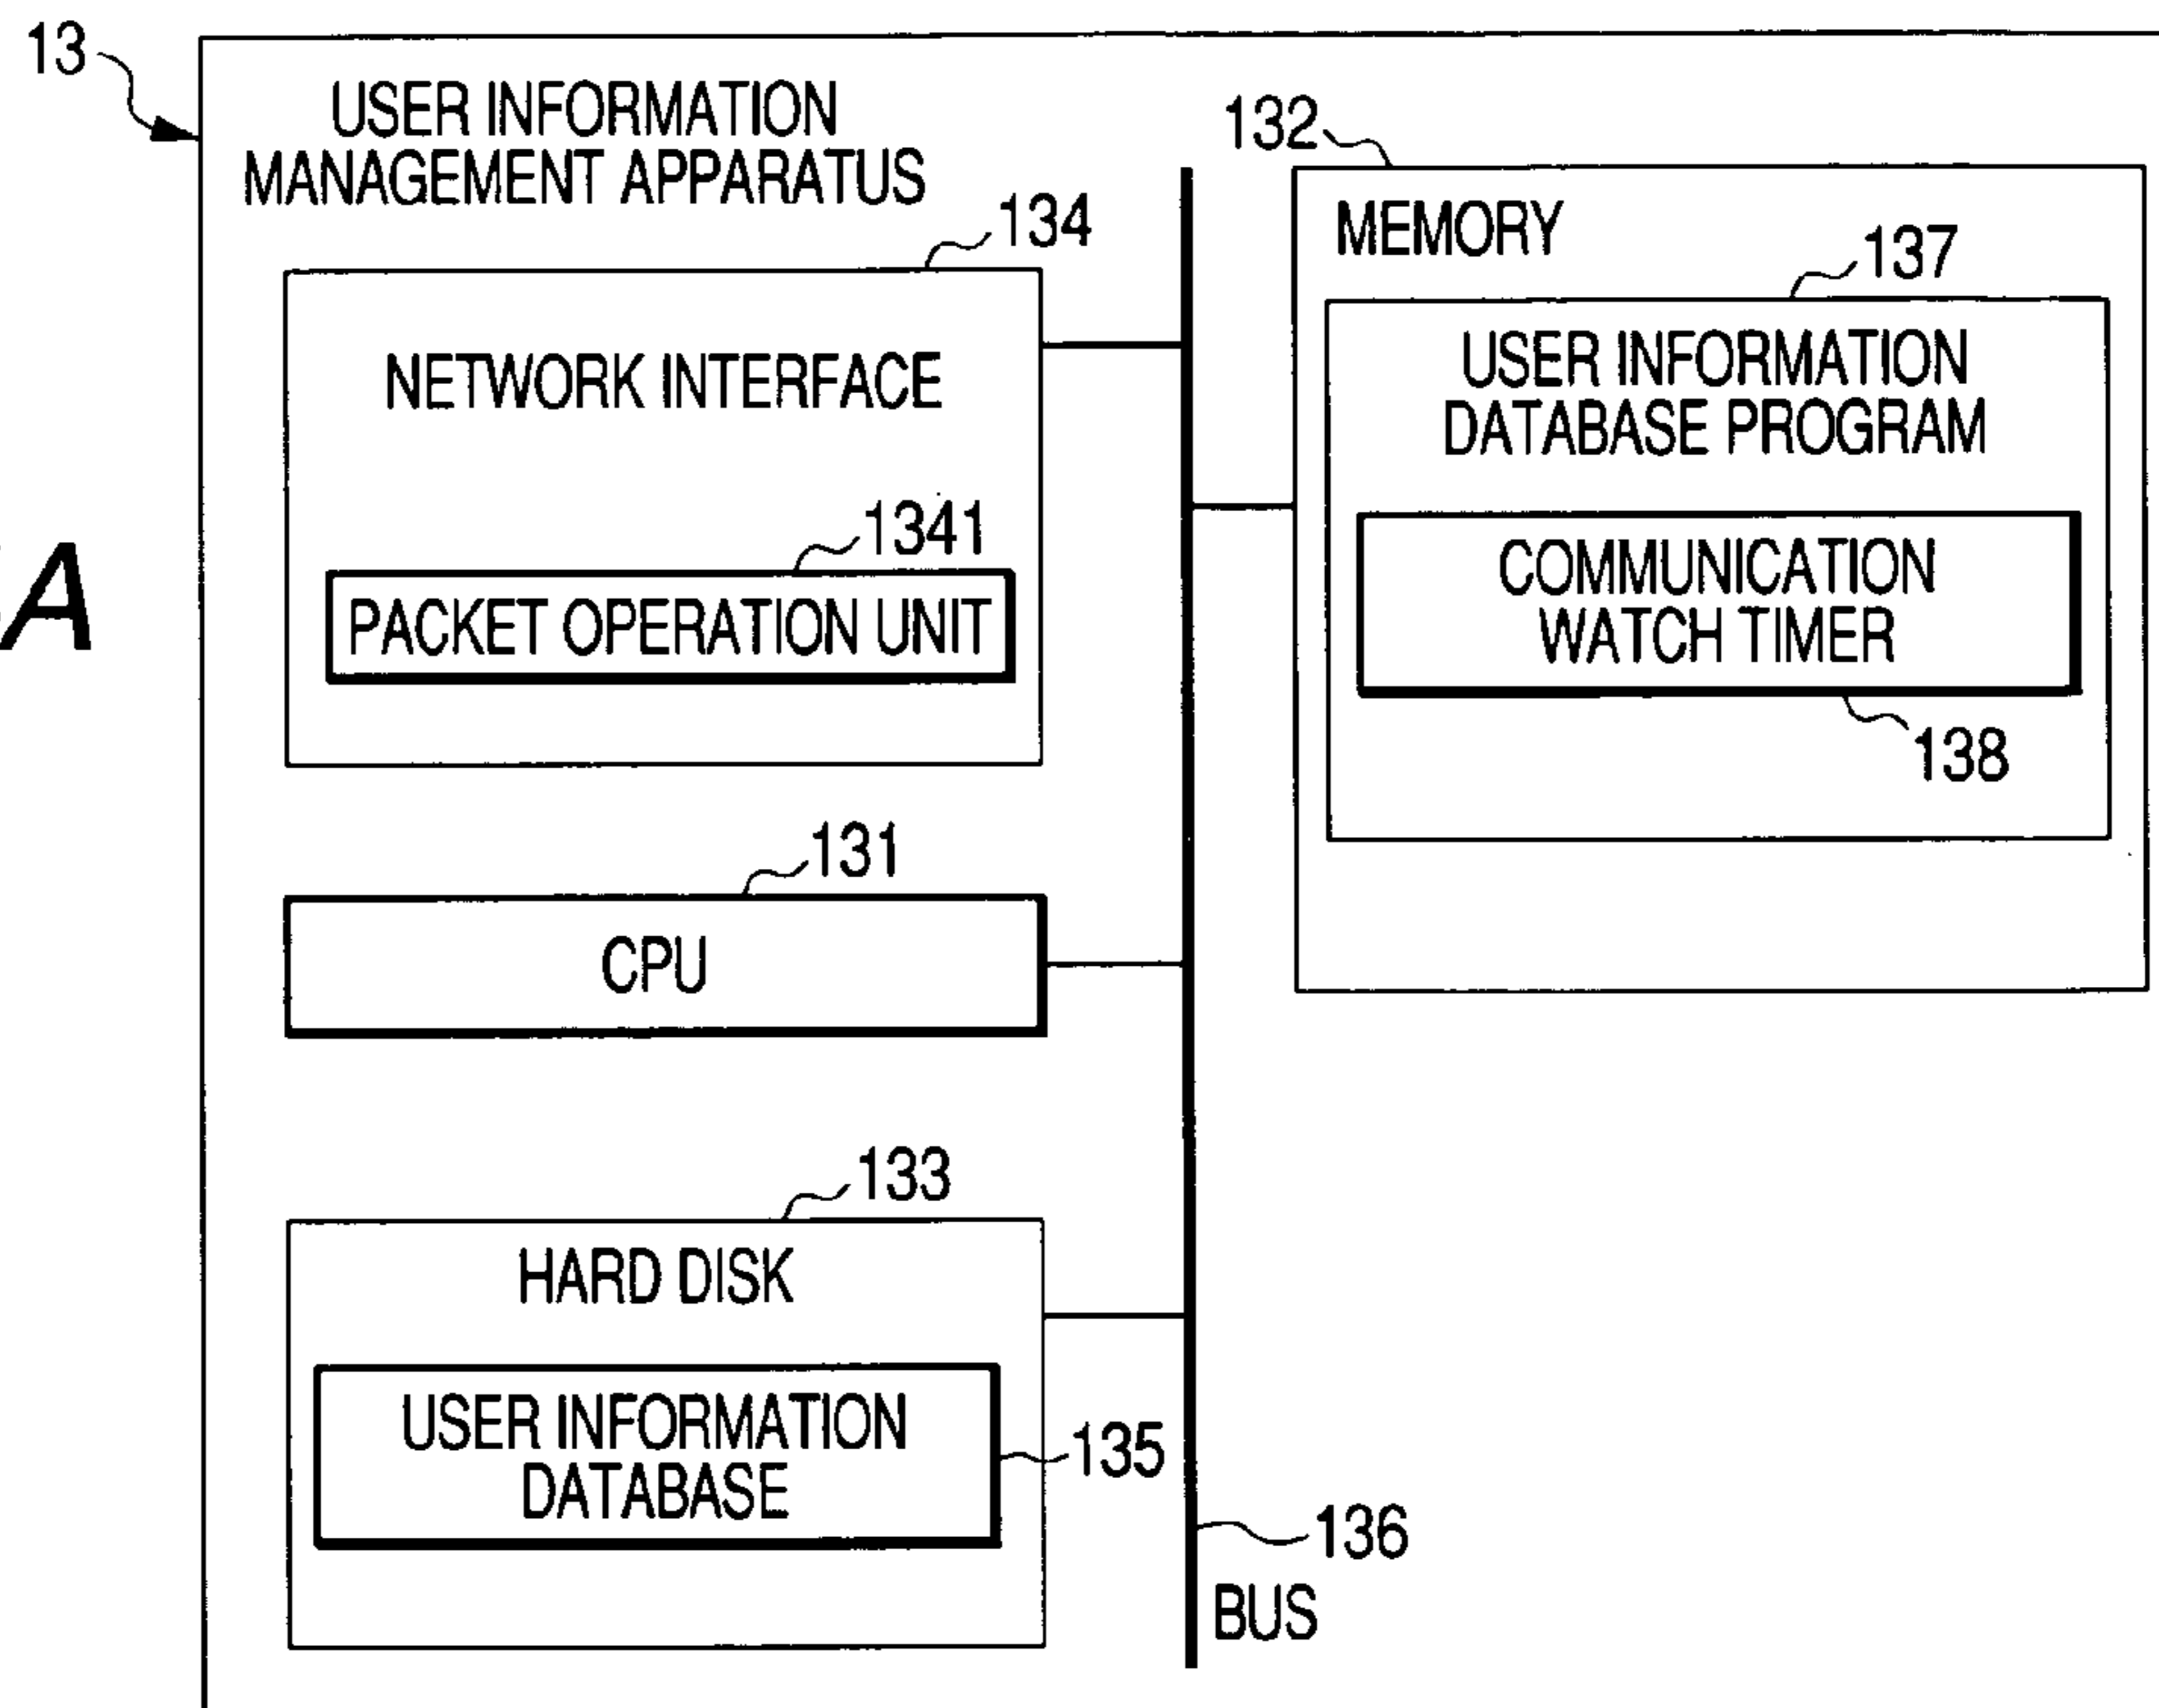 13
USER INFORMATION
MANAGEMENT APPARATUS
134
NETWORK INTERFACE
1341
PACKET OPERATION UNIT
131
CPU
133
HARD DISK
USER INFORMATION
DATABASE
135
136
BUS
132
MEMORY
137
USER INFORMATION
DATABASE PROGRAM
COMMUNICATION
WATCH TIMER
138
A